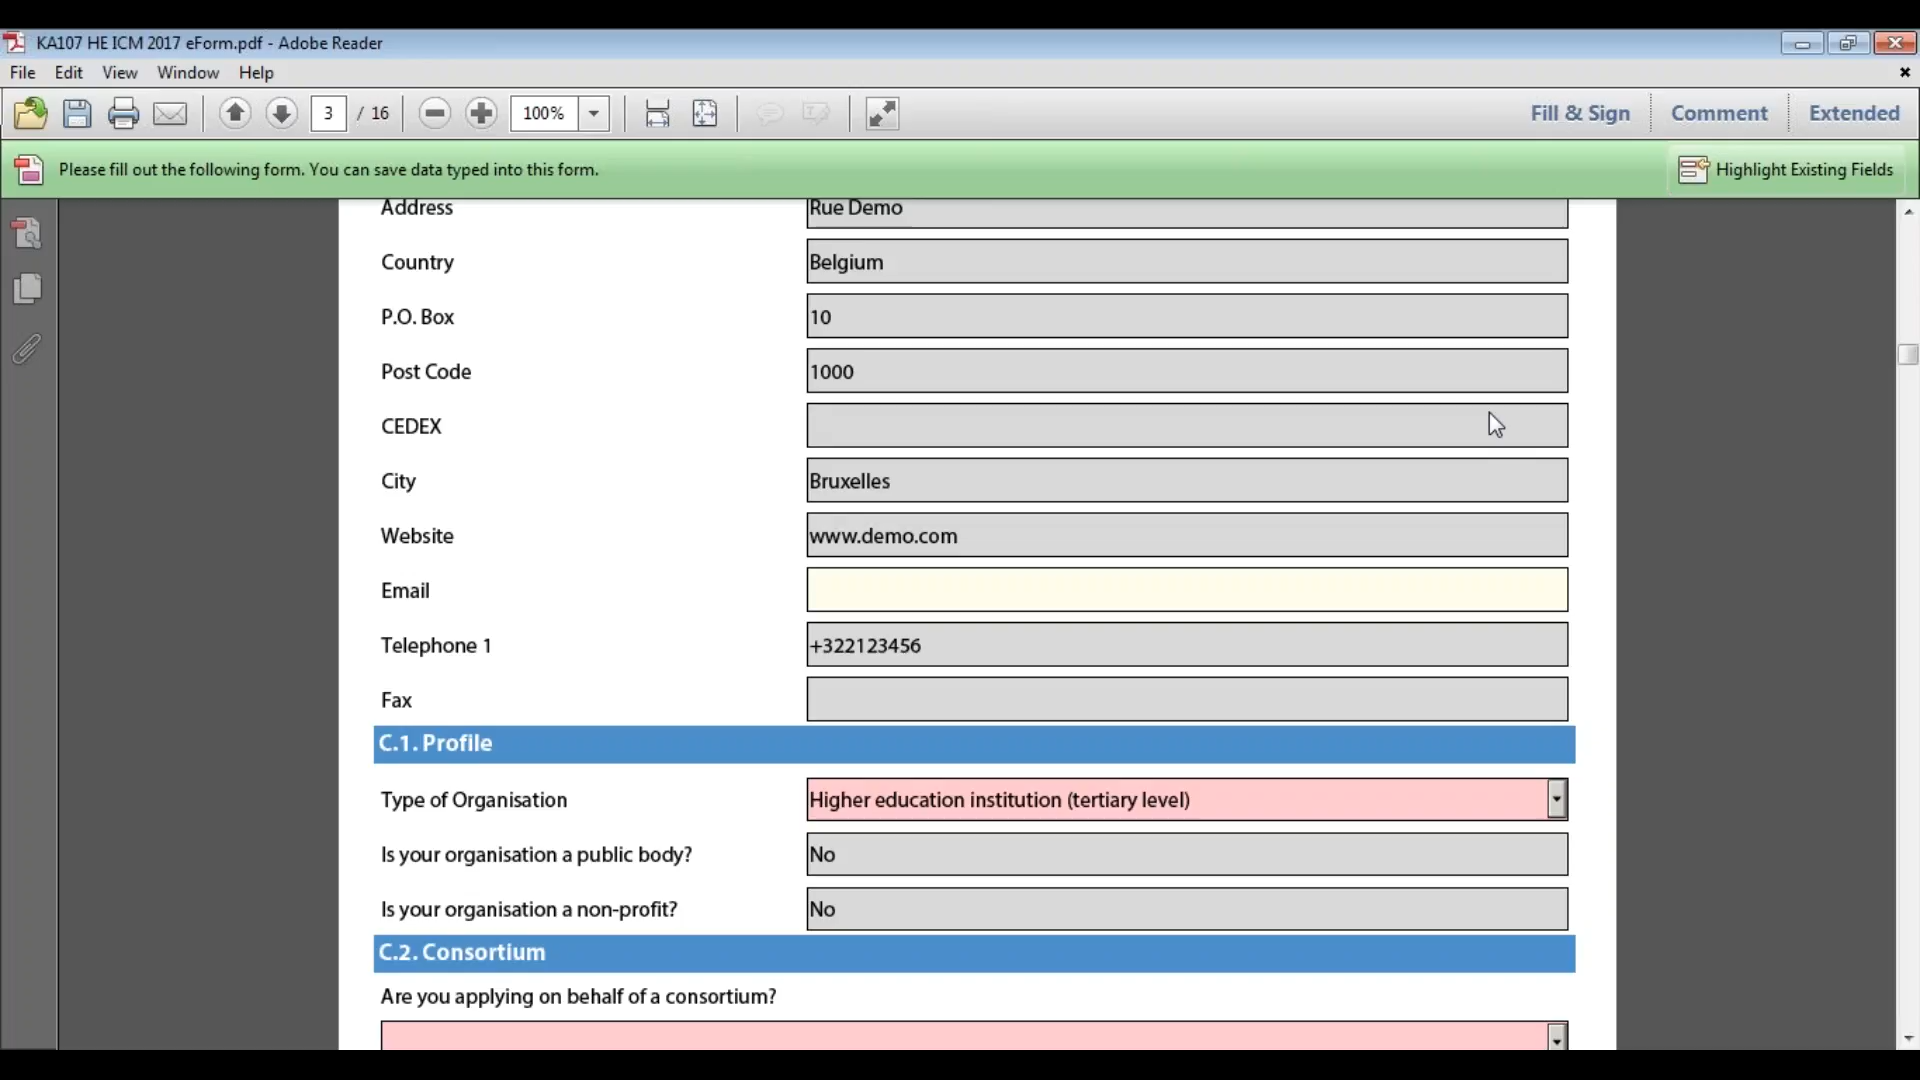 KA107 HE ICM 2017 eForm.pdf - Adobe Reader
File Edit View Window Help
3 / 16 100% Fill & Sign Comment Extended
Please fill out the following form. You can save data typed into this form. Highlight Existing Fields
Address Rue Demo
Country Belgium
P.O. Box 10
Post Code 1000
CEDEX
City Bruxelles
Website www.demo.com
Email
Telephone 1 +322123456
Fax
C.1. Profile
Type of Organisation Higher education institution (tertiary level)
Is your organisation a public body? No
Is your organisation a non-profit? No
C.2. Consortium
Are you applying on behalf of a consortium?